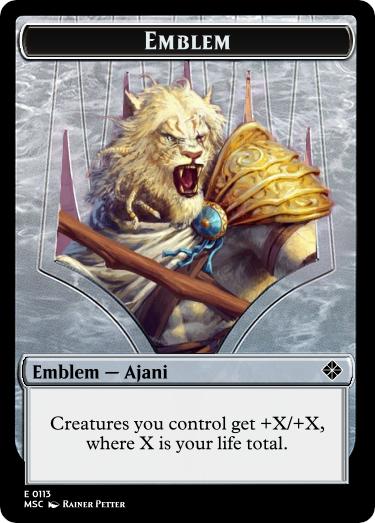 EMBLEM
Emblem — Ajani
Creatures you control get +X/+X,
where X is your life total.
E 0113
MSC RAINER PETTER